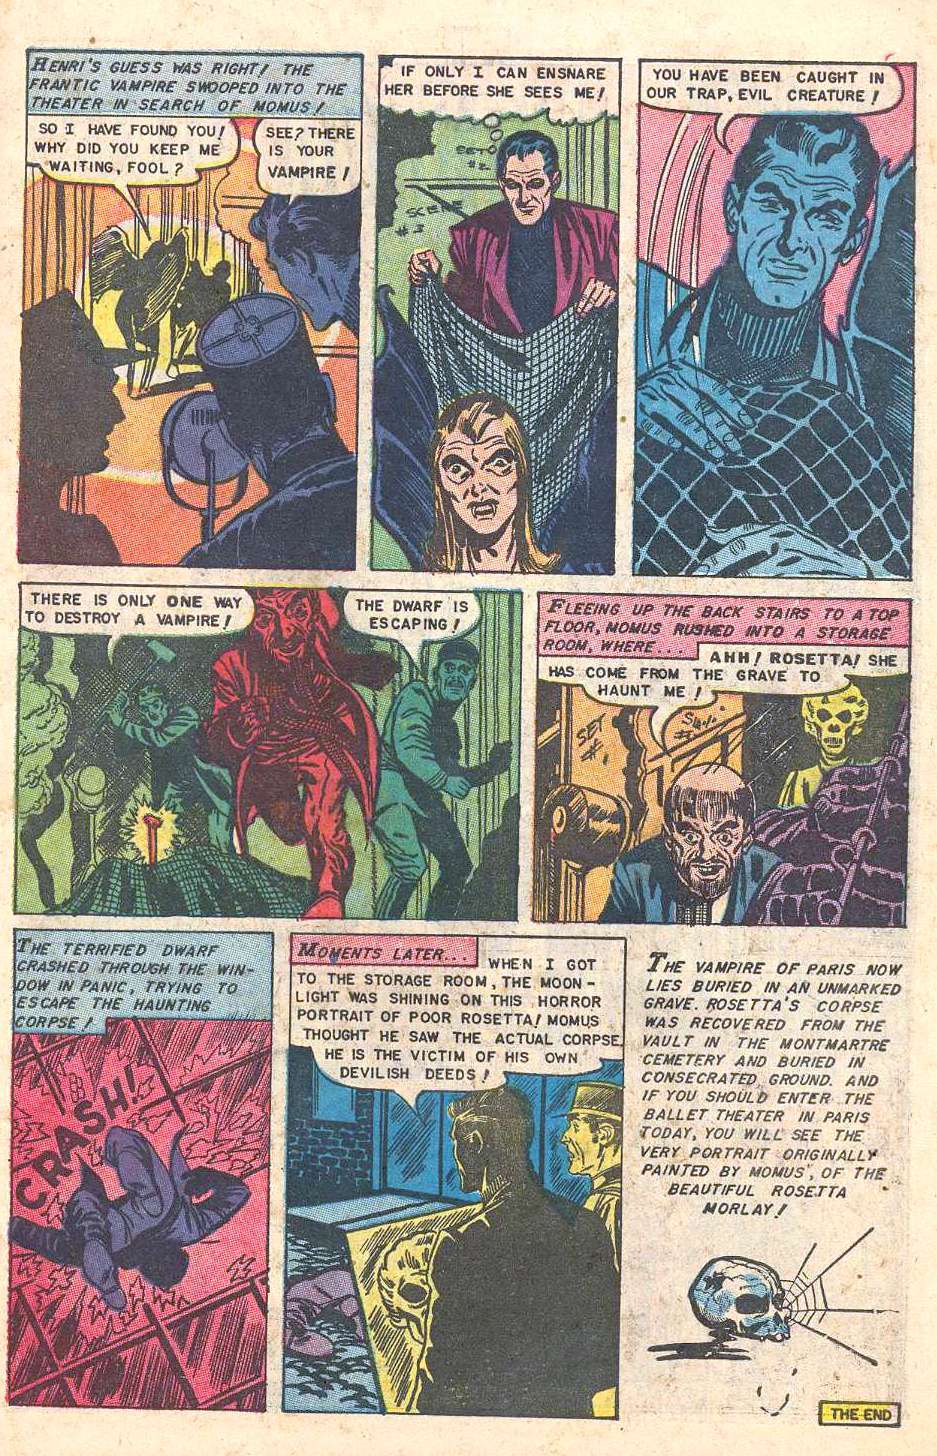 HENRI'S GUESS WAS RIGHT! THE
FRANTIC VAMPIRE SWOOPED INTO THE
THEATER IN SEARCH OF MOMUS!
SO I HAVE FOUND YOU!
WHY DID YOU KEEP ME
WAITING, FOOL?
SEE? THERE
IS YOUR
VAMPIRE!
IF ONLY I CAN ENSNARE
HER BEFORE SHE SEES ME!
SCENE
YOU HAVE BEEN CAUGHT IN
OUR TRAP, EVIL CREATURE!
THERE IS ONLY ONE WAY
TO DESTROY A VAMPIRE!
THE DWARF IS
ESCAPING!
FLEEING UP THE BACK STAIRS TO A TOP
FLOOR, MOMUS RUSHED INTO A STORAGE
ROOM, WHERE....
AHH! ROSETTA! SHE
HAS COME FROM THE GRAVE TO
HAUNT ME!
SET
THE TERRIFIED DWARF
CRASHED THROUGH THE WIN-
DOW IN PANIC, TRYING TO
ESCAPE THE HAUNTING
CORPSE!
CRASH!
MOMENTS LATER...
WHEN I GOT
TO THE STORAGE ROOM, THE MOON-
LIGHT WAS SHINING ON THIS HORROR
PORTRAIT OF POOR ROSETTA! MOMUS
THOUGHT HE SAW THE ACTUAL CORPSE.
HE IS THE VICTIM OF HIS OWN
DEVILISH DEEDS!
THE VAMPIRE OF PARIS NOW
LIES BURIED IN AN UNMARKED
GRAVE. ROSETTA'S CORPSE
WAS RECOVERED FROM THE
VAULT IN THE MONTMARTRE
CEMETERY AND BURIED IN
CONSECRATED GROUND. AND
IF YOU SHOULD ENTER THE
BALLET THEATER IN PARIS
TODAY, YOU WILL SEE THE
VERY PORTRAIT ORIGINALLY
PAINTED BY MOMUS, OF THE
BEAUTIFUL ROSETTA
MORLAY!
THE END